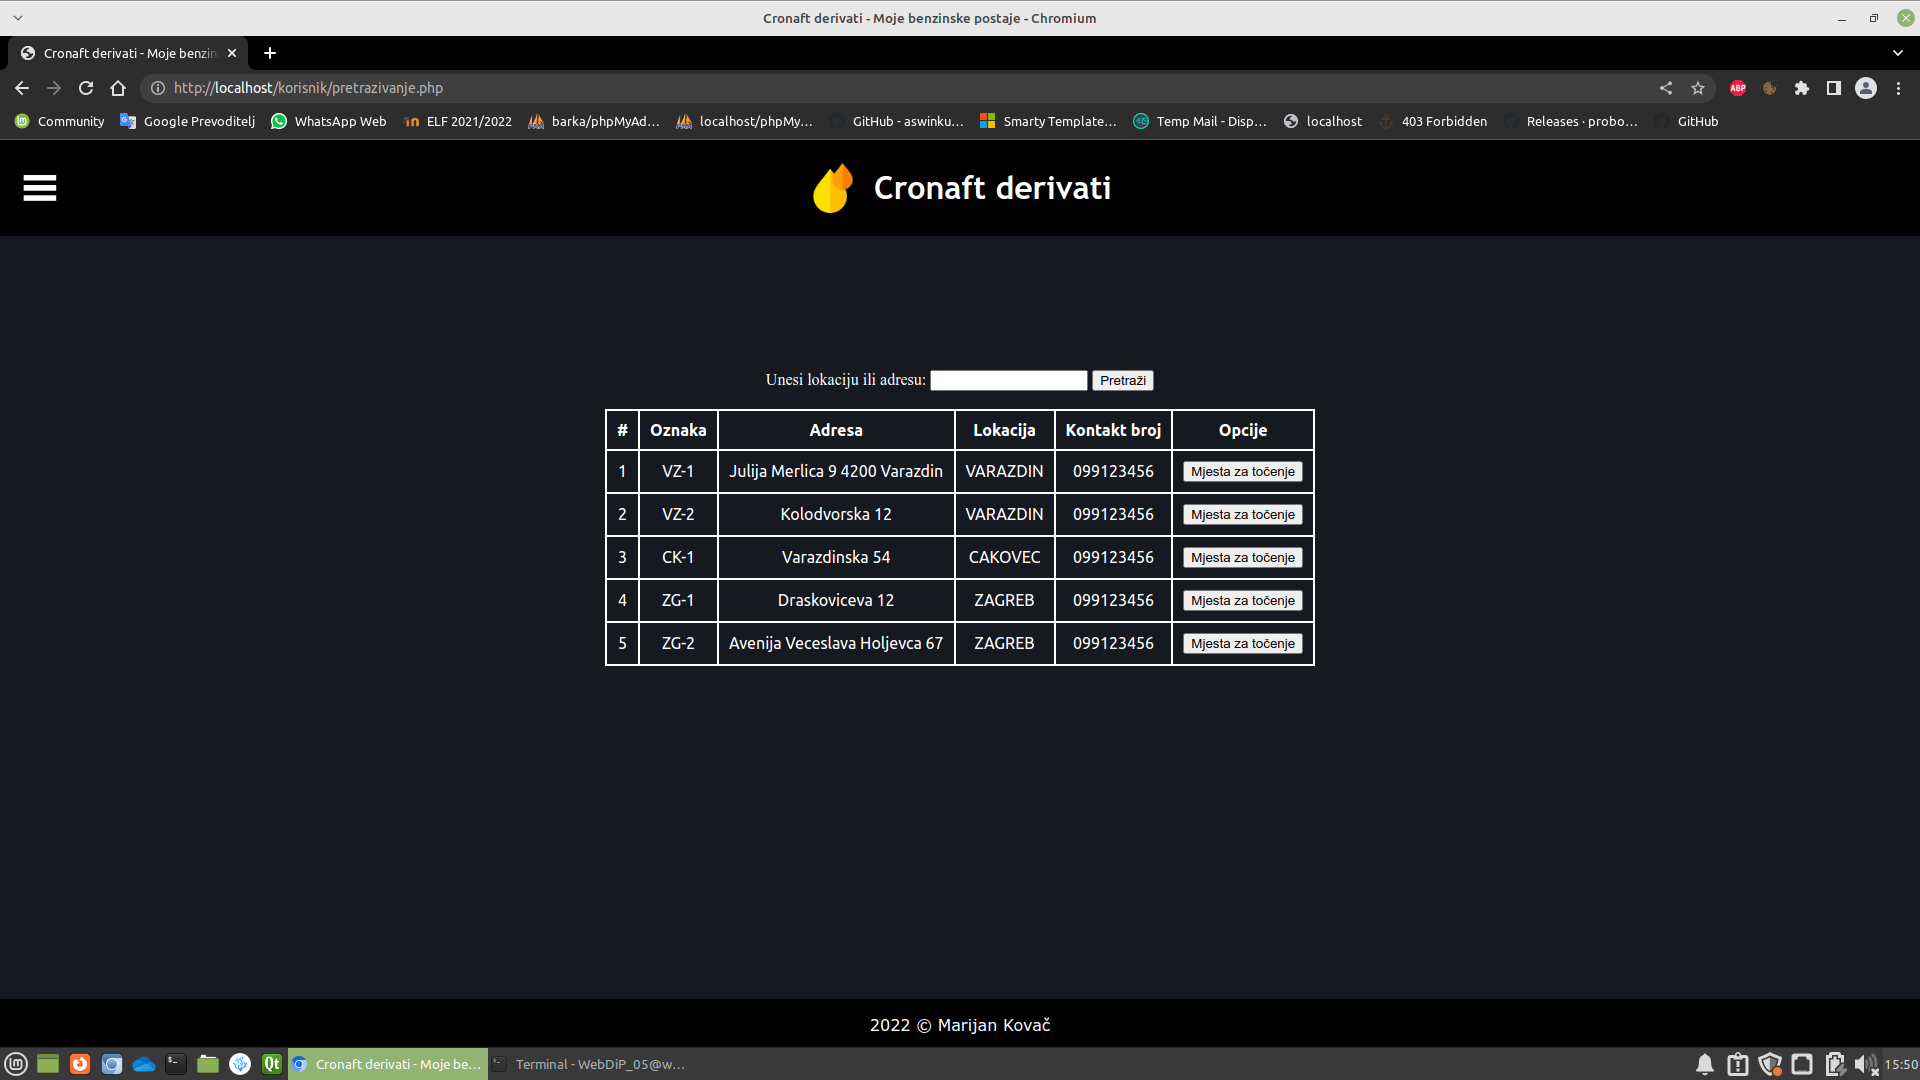 Cronaft derivati - Moje benzinske postaje - Chromium
Cronaft derivati - Moje benzin
http://localhost/korisnik/pretrazivanje.php
ABP
Community Google Prevoditelj WhatsApp Web ELF 2021/2022 barka/phpMyAd... localhost/phpMy... GitHub - aswinku... Smarty Template... Temp Mail - Disp... localhost 403 Forbidden Releases · probo... GitHub
Cronaft derivati
Unesi lokaciju ili adresu: Pretraži
# Oznaka Adresa Lokacija Kontakt broj Opcije
1 VZ-1 Julija Merlica 9 4200 Varazdin VARAZDIN 099123456 Mjesta za točenje
2 VZ-2 Kolodvorska 12 VARAZDIN 099123456 Mjesta za točenje
3 CK-1 Varazdinska 54 CAKOVEC 099123456 Mjesta za točenje
4 ZG-1 Draskoviceva 12 ZAGREB 099123456 Mjesta za točenje
5 ZG-2 Avenija Veceslava Holjevca 67 ZAGREB 099123456 Mjesta za točenje
2022 © Marijan Kovač
Qt Cronaft derivati - Moje be... Terminal - WebDiP_05@w... 15:50